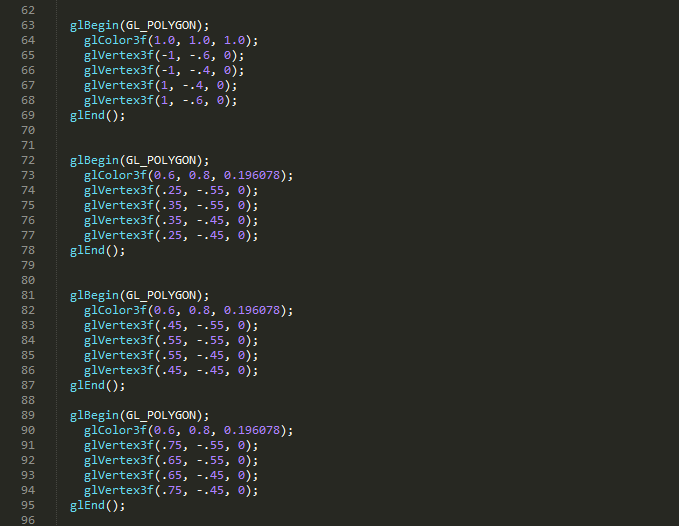 62
63 glBegin(GL_POLYGON);
64 glColor3f(1.0, 1.0, 1.0);
65 glVertex3f(-1, -.6, 0);
66 glVertex3f(-1, -.4, 0);
67 glVertex3f(1, -.4, 0);
68 glVertex3f(1, -.6, 0);
69 glEnd();
70
71
72 glBegin(GL_POLYGON);
73 glColor3f(0.6, 0.8, 0.196078);
74 glVertex3f(.25, -.55, 0);
75 glVertex3f(.35, -.55, 0);
76 glVertex3f(.35, -.45, 0);
77 glVertex3f(.25, -.45, 0);
78 glEnd();
79
80
81 glBegin(GL_POLYGON);
82 glColor3f(0.6, 0.8, 0.196078);
83 glVertex3f(.45, -.55, 0);
84 glVertex3f(.55, -.55, 0);
85 glVertex3f(.55, -.45, 0);
86 glVertex3f(.45, -.45, 0);
87 glEnd();
88
89 glBegin(GL_POLYGON);
90 glColor3f(0.6, 0.8, 0.196078);
91 glVertex3f(.75, -.55, 0);
92 glVertex3f(.65, -.55, 0);
93 glVertex3f(.65, -.45, 0);
94 glVertex3f(.75, -.45, 0);
95 glEnd();
96